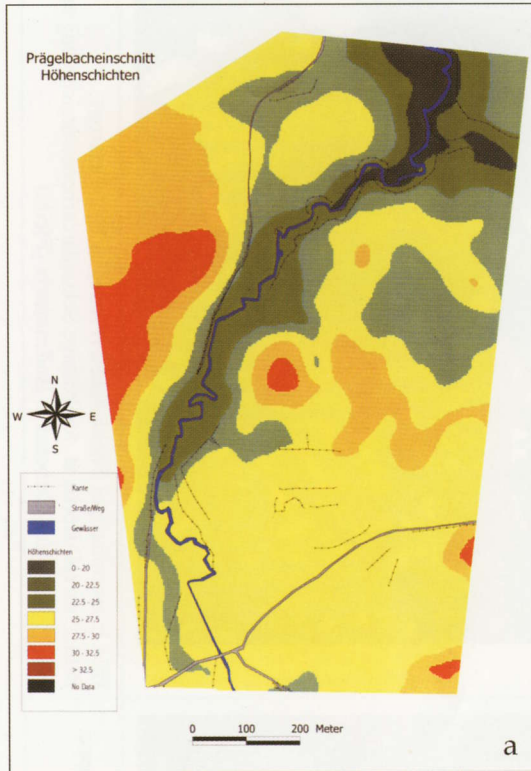 Prägelbacheinschnitt
Höhenschichten
N
W E
S
Kante
Straße/Weg
Gewässer
Höhenschichten
0 - 20
20 - 22.5
22.5 - 25
25 - 27.5
27.5 - 30
30 - 32.5
> 32.5
No Data
0 100 200 Meter
a